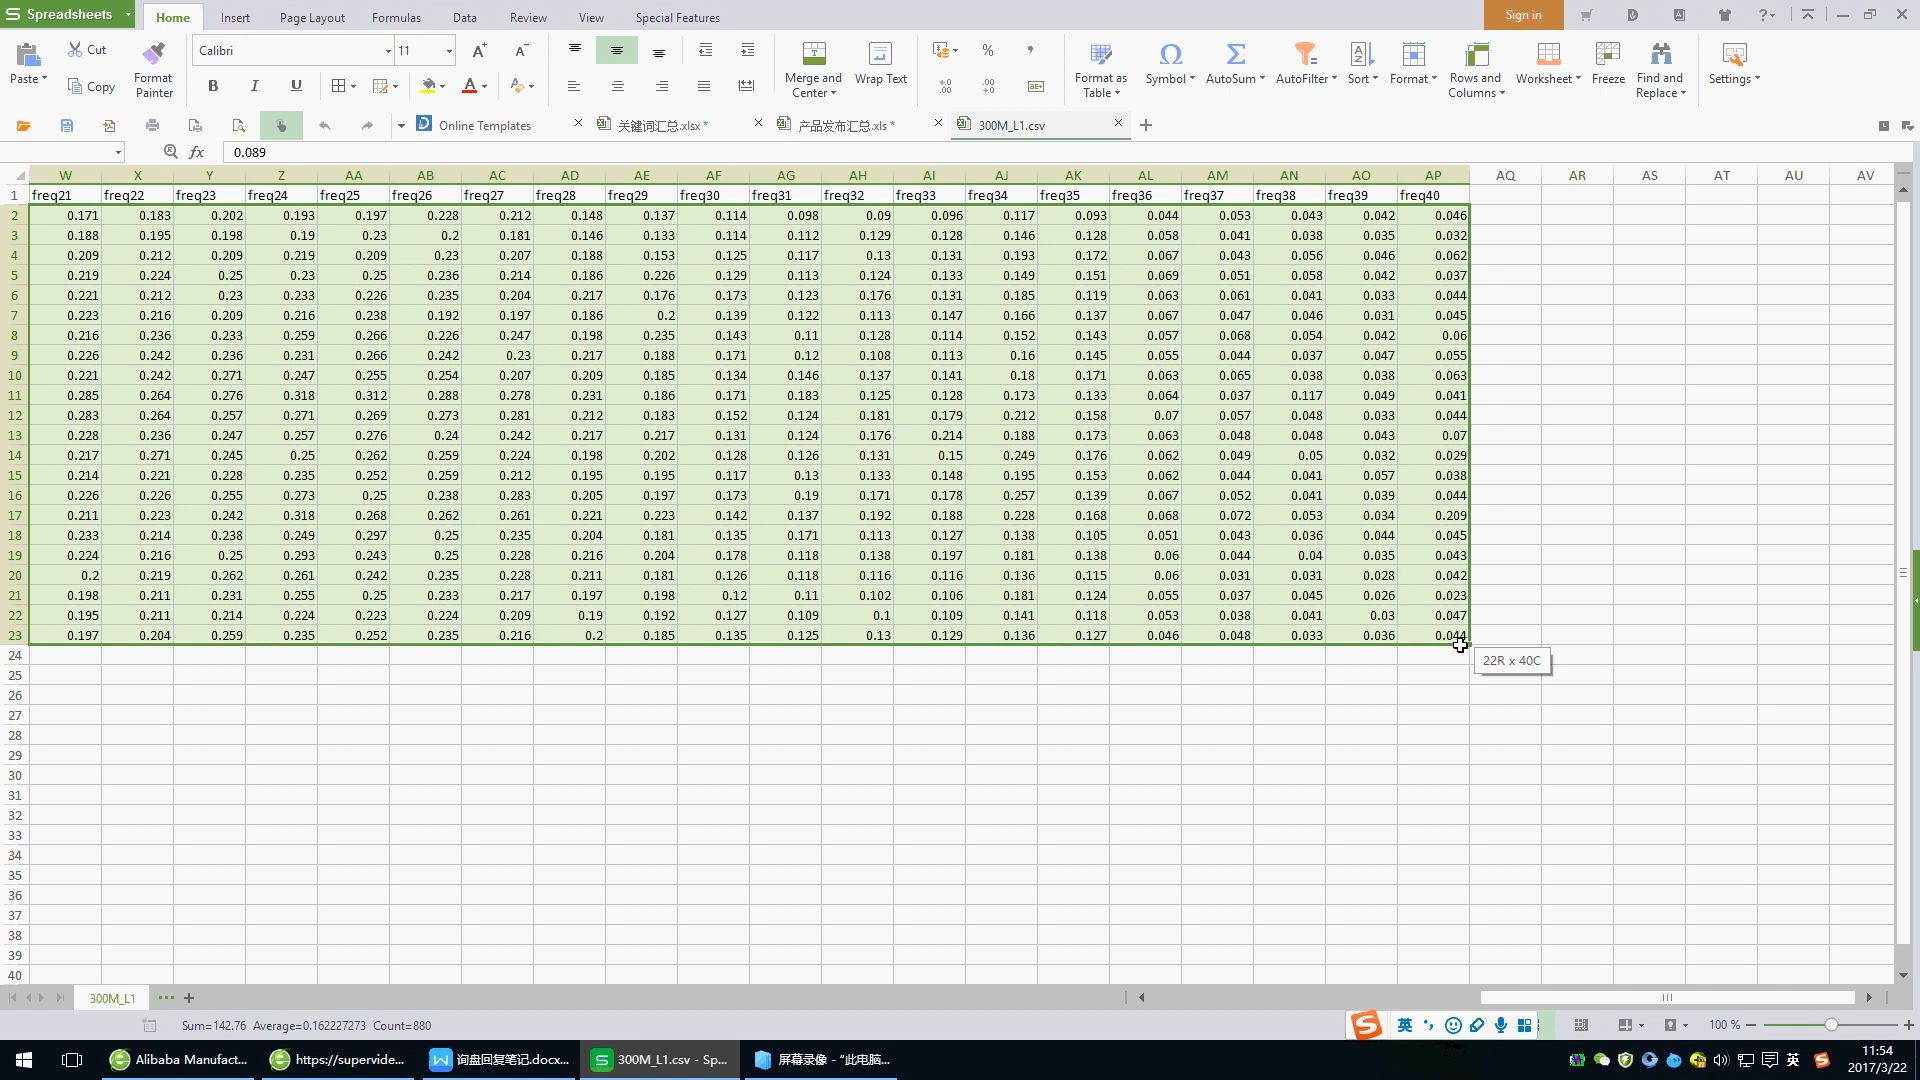 Spreadsheets Home Insert Page Layout Formulas Data Review View Special Features Sign in
Cut Calibri 11 A+ A-
Paste Copy Format Painter B I U Merge and Center Wrap Text % Format as Table Symbol AutoSum AutoFilter Sort Format Rows and Columns Worksheet Freeze Find and Replace Settings
Online Templates 关键词汇总.xlsx * 产品发布汇总.xls * 300M_L1.csv
fx 0.089
W X Y Z AA AB AC AD AE AF AG AH AI AJ AK AL AM AN AO AP AQ AR AS AT AU AV
1 freq21 freq22 freq23 freq24 freq25 freq26 freq27 freq28 freq29 freq30 freq31 freq32 freq33 freq34 freq35 freq36 freq37 freq38 freq39 freq40
2 0.171 0.183 0.202 0.193 0.197 0.228 0.212 0.148 0.137 0.114 0.098 0.09 0.096 0.117 0.093 0.044 0.053 0.043 0.042 0.046
3 0.188 0.195 0.198 0.19 0.23 0.2 0.181 0.146 0.133 0.114 0.112 0.129 0.128 0.146 0.128 0.058 0.041 0.038 0.035 0.032
4 0.209 0.212 0.209 0.219 0.209 0.23 0.207 0.188 0.153 0.125 0.117 0.13 0.131 0.193 0.172 0.067 0.043 0.056 0.046 0.062
5 0.219 0.224 0.25 0.23 0.25 0.236 0.214 0.186 0.226 0.129 0.113 0.124 0.133 0.149 0.151 0.069 0.051 0.058 0.042 0.037
6 0.221 0.212 0.23 0.233 0.226 0.235 0.204 0.217 0.176 0.173 0.123 0.176 0.131 0.185 0.119 0.063 0.061 0.041 0.033 0.044
7 0.223 0.216 0.209 0.216 0.238 0.192 0.197 0.186 0.2 0.139 0.122 0.113 0.147 0.166 0.137 0.067 0.047 0.046 0.031 0.045
8 0.216 0.236 0.233 0.259 0.266 0.226 0.247 0.198 0.235 0.143 0.11 0.128 0.114 0.152 0.143 0.057 0.068 0.054 0.042 0.06
9 0.226 0.242 0.236 0.231 0.266 0.242 0.23 0.217 0.188 0.171 0.12 0.108 0.113 0.16 0.145 0.055 0.044 0.037 0.047 0.055
10 0.221 0.242 0.271 0.247 0.255 0.254 0.207 0.209 0.185 0.134 0.146 0.137 0.141 0.18 0.171 0.063 0.065 0.038 0.038 0.063
11 0.285 0.264 0.276 0.318 0.312 0.288 0.278 0.231 0.186 0.171 0.183 0.125 0.128 0.173 0.133 0.064 0.037 0.117 0.049 0.041
12 0.283 0.264 0.257 0.271 0.269 0.273 0.281 0.212 0.183 0.152 0.124 0.181 0.179 0.212 0.158 0.07 0.057 0.048 0.033 0.044
13 0.228 0.236 0.247 0.257 0.276 0.24 0.242 0.217 0.217 0.131 0.124 0.176 0.214 0.188 0.173 0.063 0.048 0.048 0.043 0.07
14 0.217 0.271 0.245 0.25 0.262 0.259 0.224 0.198 0.202 0.128 0.126 0.131 0.15 0.249 0.176 0.062 0.049 0.05 0.032 0.029
15 0.214 0.221 0.228 0.235 0.252 0.259 0.212 0.195 0.195 0.117 0.13 0.133 0.148 0.195 0.153 0.062 0.044 0.041 0.057 0.038
16 0.226 0.226 0.255 0.273 0.25 0.238 0.283 0.205 0.197 0.173 0.19 0.171 0.178 0.257 0.139 0.067 0.052 0.041 0.039 0.044
17 0.211 0.223 0.242 0.318 0.268 0.262 0.261 0.221 0.223 0.142 0.137 0.192 0.188 0.228 0.168 0.068 0.072 0.053 0.034 0.209
18 0.233 0.214 0.238 0.249 0.297 0.25 0.235 0.204 0.181 0.135 0.171 0.113 0.127 0.138 0.105 0.051 0.043 0.036 0.044 0.045
19 0.224 0.216 0.25 0.293 0.243 0.25 0.228 0.216 0.204 0.178 0.118 0.138 0.197 0.181 0.138 0.06 0.044 0.04 0.035 0.043
20 0.2 0.219 0.262 0.261 0.242 0.235 0.228 0.211 0.181 0.126 0.118 0.116 0.116 0.136 0.115 0.06 0.031 0.031 0.028 0.042
21 0.198 0.211 0.231 0.255 0.25 0.233 0.217 0.197 0.198 0.12 0.11 0.102 0.106 0.181 0.124 0.055 0.037 0.045 0.026 0.023
22 0.195 0.211 0.214 0.224 0.223 0.224 0.209 0.19 0.192 0.127 0.109 0.1 0.109 0.141 0.118 0.053 0.038 0.041 0.03 0.047
23 0.197 0.204 0.259 0.235 0.252 0.235 0.216 0.2 0.185 0.135 0.125 0.13 0.129 0.136 0.127 0.046 0.048 0.033 0.036 0.044
24 22R x 40C
25
26
27
28
29
30
31
32
33
34
35
36
37
38
39
40
300M_L1
Sum=142.76 Average=0.162227273 Count=880 英 100 %
Alibaba Manufact... https://supervide... 询盘回复笔记.docx... 300M_L1.csv - Sp... 屏幕录像 - "此电脑... 英 11:54
2017/3/22